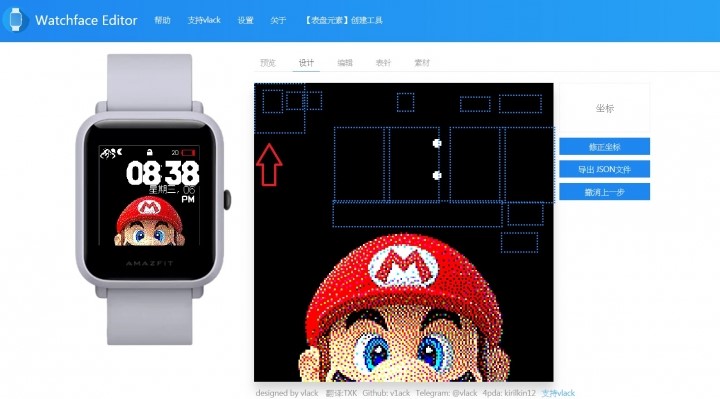 Watchface Editor 帮助 支持vlack 设置 关于 【表盘元素】创建工具
预览 设计 编辑 表针 素材
坐标
修正坐标
导出 JSON文件
撤消上一步
20
08:38
星期三, 06
PM
M
AMAZFIT
M
designed by vlack 翻译:TXK Github: v1ack Telegram: @vlack 4pda: kirilkin12 支持vlack